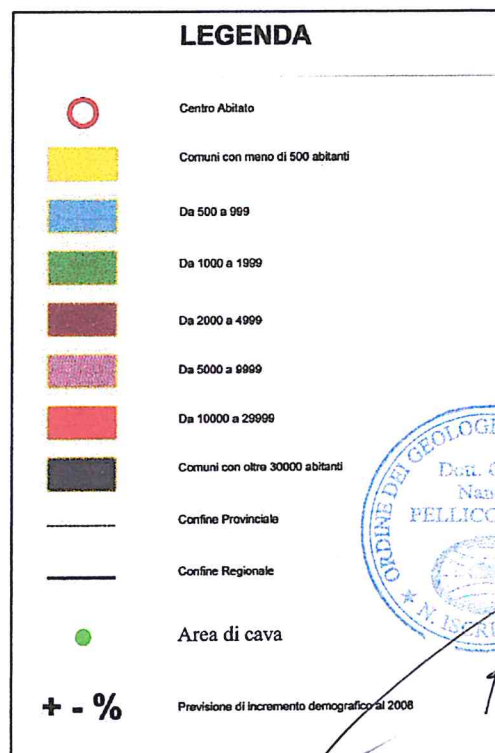 LEGENDA
Centro Abitato
Comuni con meno di 500 abitanti
Da 500 a 999
Da 1000 a 1999
Da 2000 a 4999
Da 5000 a 9999
Da 10000 a 29999
Comuni con oltre 30000 abitanti
Confine Provinciale
Confine Regionale
Area di cava
+ - % Previsione di incremento demografico al 2008
ORDINE DEI
Dott.
PELLICC
N.